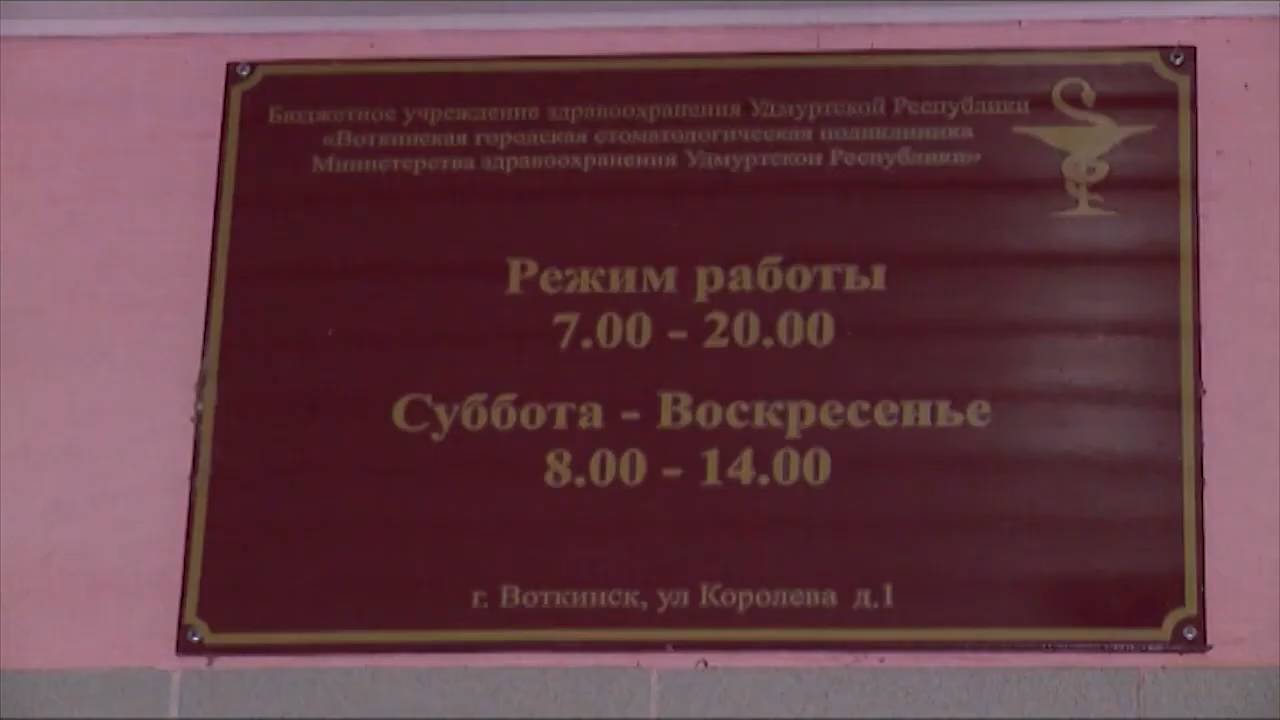 Бюджетное учреждение здравоохранения Удмуртской Республики
«Воткинская городская стоматологическая поликлиника
Министерства здравоохранения Удмуртской Республики»
Режим работы
7.00 - 20.00
Суббота - Воскресенье
8.00 - 14.00
г. Воткинск, ул Королева д.1